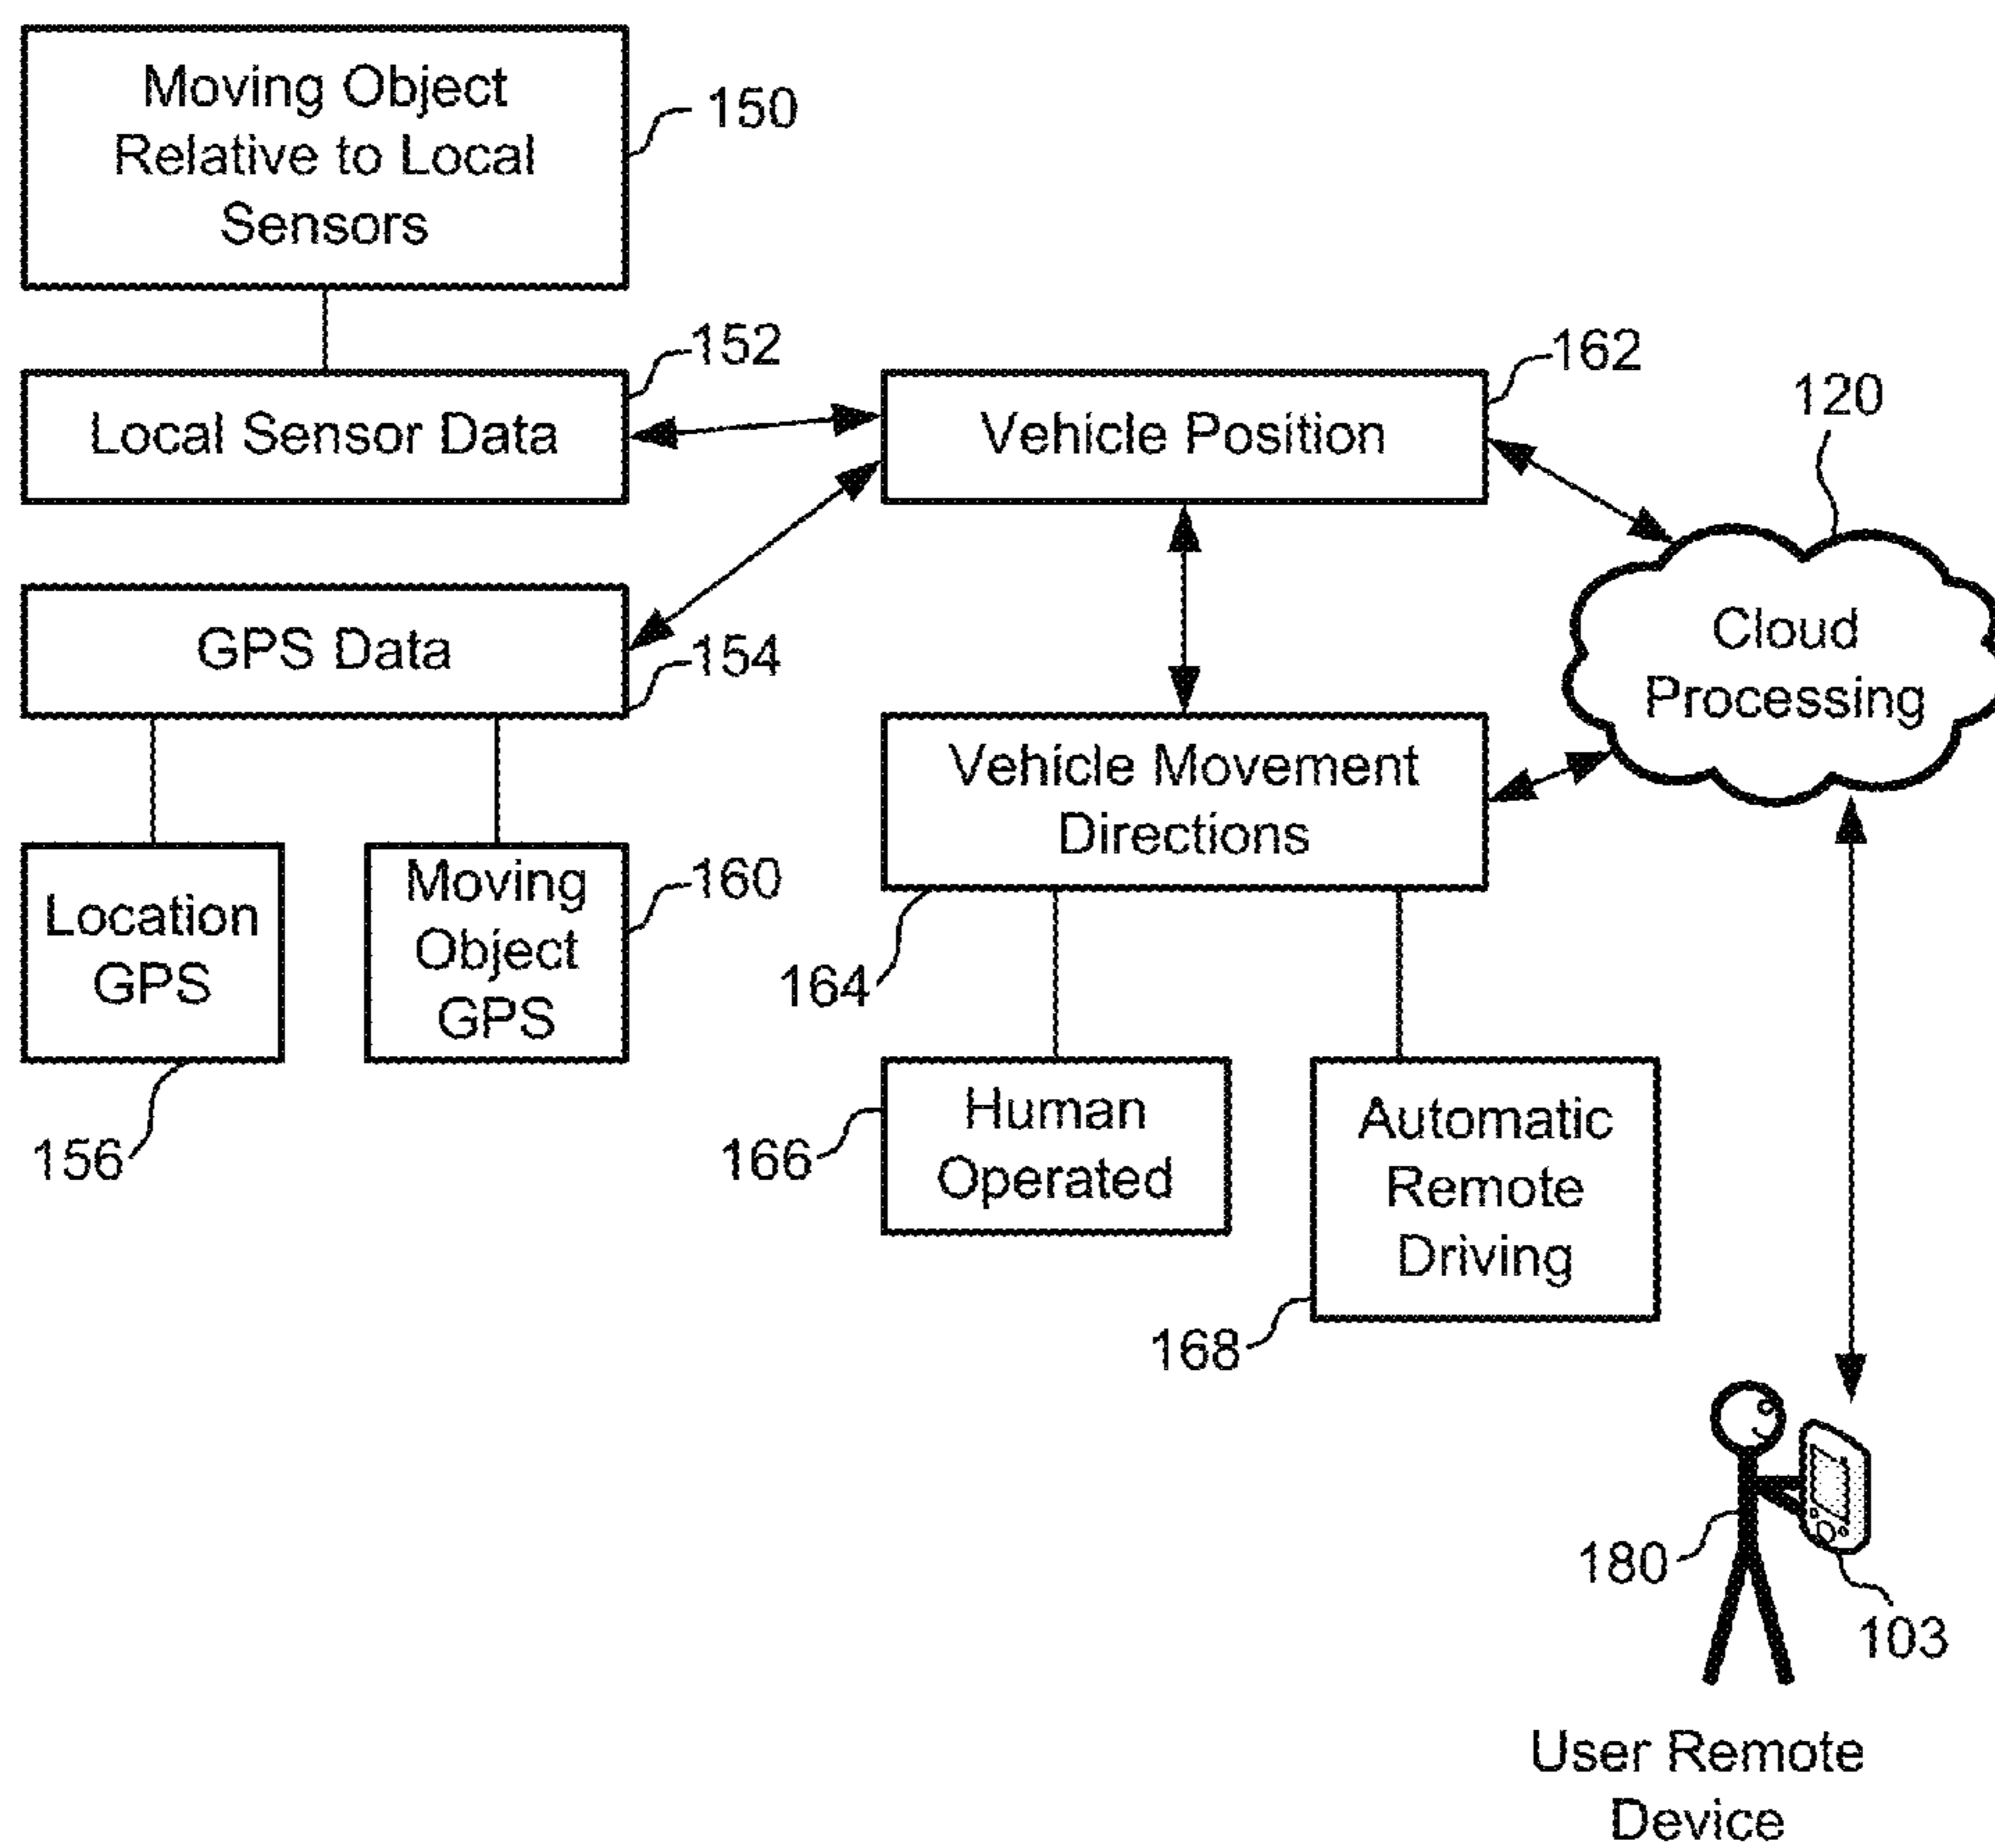 Moving Object
Relative to Local
Sensors
150
Local Sensor Data
152
Vehicle Position
162
120
GPS Data
154
Cloud
Processing
Vehicle Movement
Directions
164
Location
GPS
156
Moving
Object
GPS
160
Human
Operated
166
Automatic
Remote
Driving
168
180
103
User Remote
Device